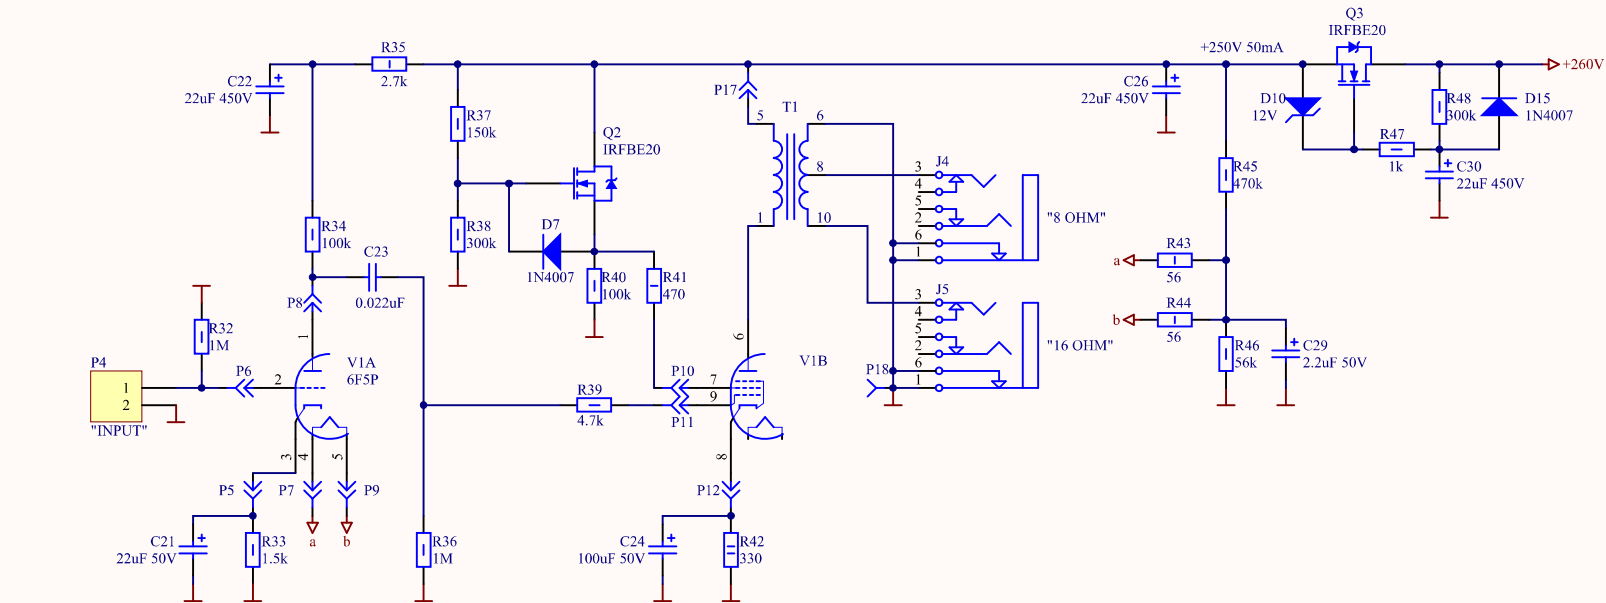 Q3
IRFBE20
R35
2.7k
+250V 50mA
+260V
C22
22uF 450V
P17
T1
C26
22uF 450V
D10
12V
R48
300k
D15
1N4007
R37
150k
5
6
Q2
IRFBE20
R47
1k
8
J4
3
4
5
2
6
1
"8 OHM"
R45
470k
C30
22uF 450V
R34
100k
R38
300k
D7
1N4007
1
10
C23
0.022uF
R40
100k
R41
470
a
R43
56
P8
J5
3
4
5
2
6
1
"16 OHM"
b
R44
56
R32
1M
1
6
R46
56k
C29
2.2uF 50V
P4
1
2
"INPUT"
P6
2
V1A
6F5P
P10
7
9
P11
V1B
P18
R39
4.7k
3
4
5
8
P5
P7
P9
P12
a
b
C21
22uF 50V
R33
1.5k
R36
1M
C24
100uF 50V
R42
330